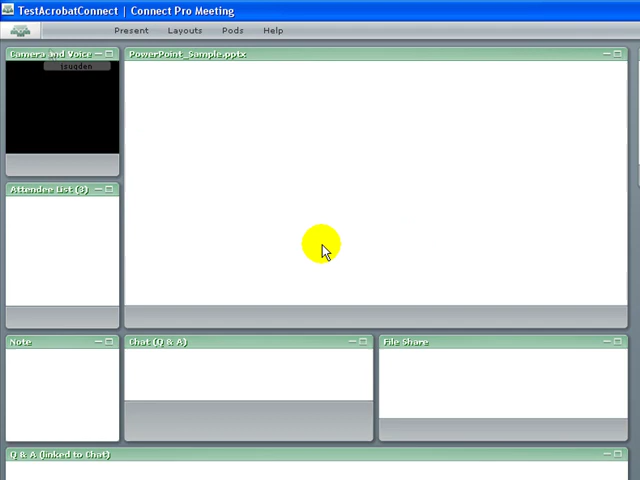 TestAcrobatConnect | Connect Pro Meeting
Present Layouts Pods Help
Camera and Voice
jsugden
PowerPoint_Sample.pptx
Attendee List (3)
Note
Chat (Q & A)
File Share
Q & A (linked to Chat)